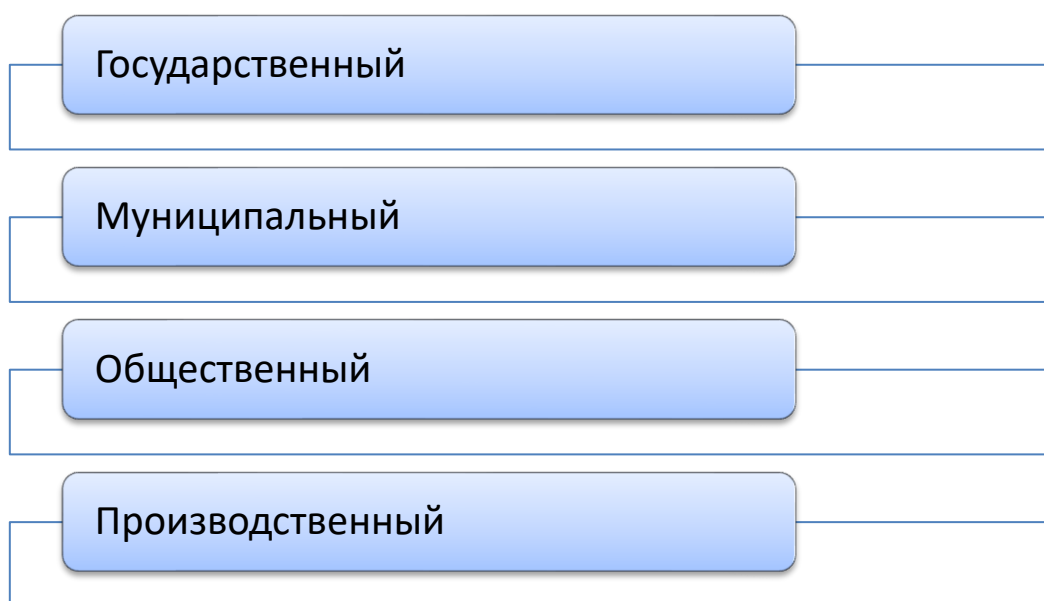 Государственный
Муниципальный
Общественный
Производственный